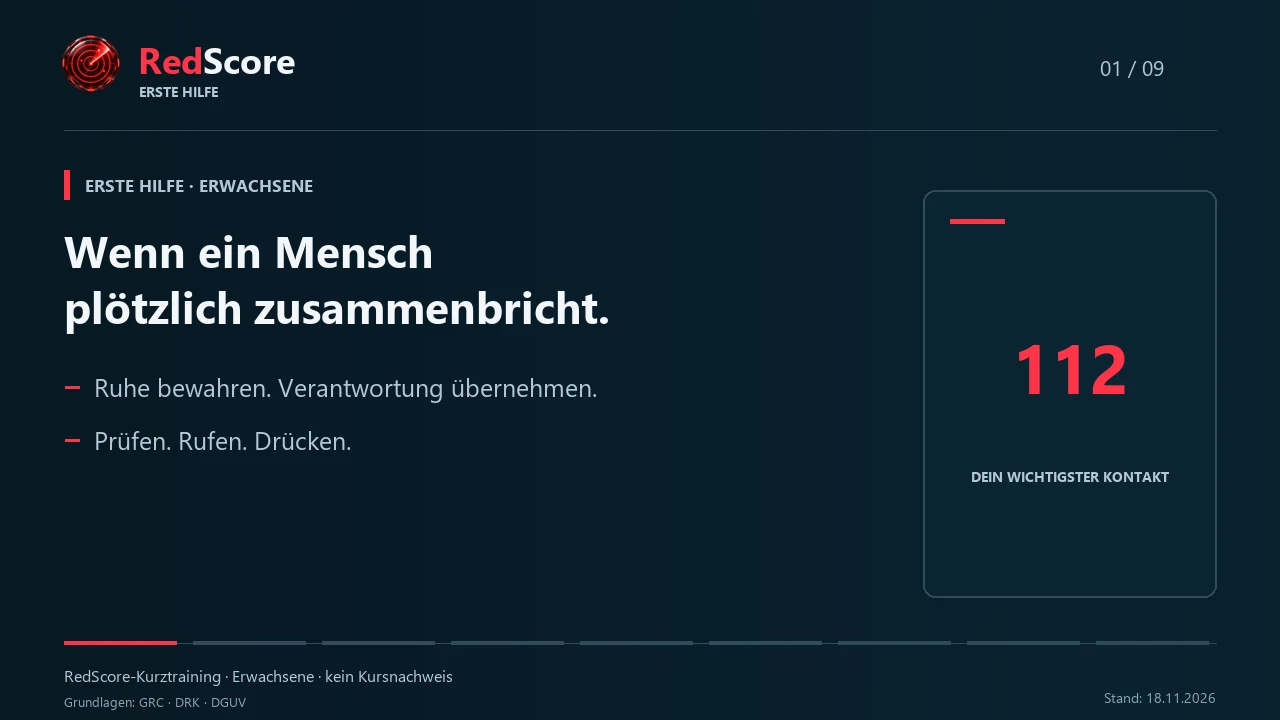 RedScore
ERSTE HILFE
01 / 09
ERSTE HILFE · ERWACHSENE
Wenn ein Mensch
plötzlich zusammenbricht.
– Ruhe bewahren. Verantwortung übernehmen.
– Prüfen. Rufen. Drücken.
112
DEIN WICHTIGSTER KONTAKT
RedScore-Kurztraining · Erwachsene · kein Kursnachweis
Grundlagen: GRC · DRK · DGUV
Stand: 18.11.2026